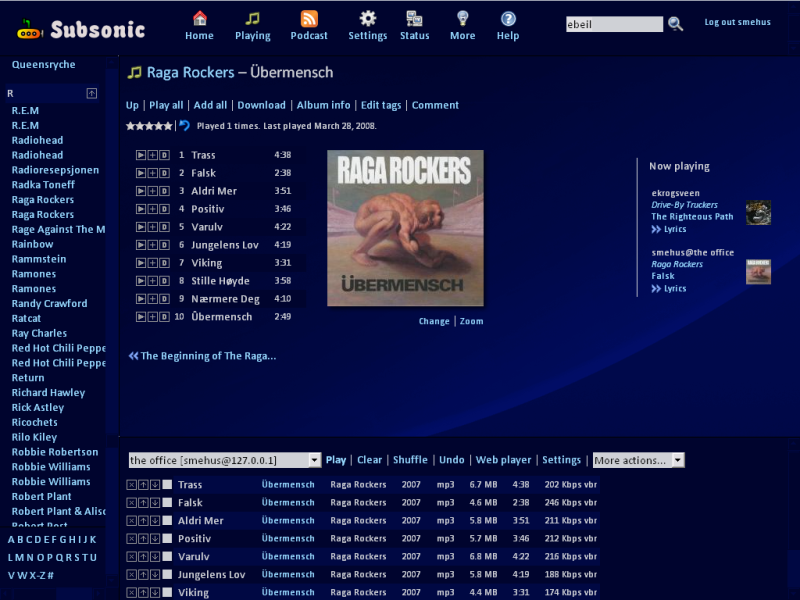 Subsonic
Home Playing Podcast Settings Status More Help
ebeil
Log out smehus
Queensryche
R
R.E.M
R.E.M
Radiohead
Radiohead
Radioresepsjonen
Radka Toneff
Raga Rockers
Raga Rockers
Rage Against The M
Rainbow
Rammstein
Ramones
Ramones
Randy Crawford
Ratcat
Ray Charles
Red Hot Chili Peppe
Red Hot Chili Peppe
Return
Richard Hawley
Rick Astley
Ricochets
Rilo Kiley
Robbie Robertson
Robbie Williams
Robbie Williams
Robert Plant
Robert Plant & Aliso
Robert Post
A B C D E F G H I J K
L M N O P Q R S T U
V W X-Z #
Raga Rockers – Übermensch
Up | Play all | Add all | Download | Album info | Edit tags | Comment
Played 1 times. Last played March 28, 2008.
D 1 Trass 4:38
D 2 Falsk 2:38
D 3 Aldri Mer 3:51
D 4 Positiv 3:46
D 5 Varulv 4:22
D 6 Jungelens Lov 4:19
D 7 Viking 3:31
D 8 Stille Høyde 3:58
D 9 Nærmere Deg 4:10
D 10 Übermensch 2:49
RAGA ROCKERS
ÜBERMENSCH
Change | Zoom
The Beginning of The Raga...
Now playing
ekrogsveen
Drive-By Truckers
The Righteous Path
Lyrics
smehus@the office
Raga Rockers
Falsk
Lyrics
the office [smehus@127.0.0.1] Play | Clear | Shuffle | Undo | Web player | Settings | More actions...
Trass Übermensch Raga Rockers 2007 mp3 6.7 MB 4:38 202 Kbps vbr
Falsk Übermensch Raga Rockers 2007 mp3 4.6 MB 2:38 246 Kbps vbr
Aldri Mer Übermensch Raga Rockers 2007 mp3 5.8 MB 3:51 211 Kbps vbr
Positiv Übermensch Raga Rockers 2007 mp3 5.7 MB 3:46 212 Kbps vbr
Varulv Übermensch Raga Rockers 2007 mp3 6.8 MB 4:22 216 Kbps vbr
Jungelens Lov Übermensch Raga Rockers 2007 mp3 5.8 MB 4:19 188 Kbps vbr
Viking Übermensch Raga Rockers 2007 mp3 4.4 MB 3:31 174 Kbps vbr